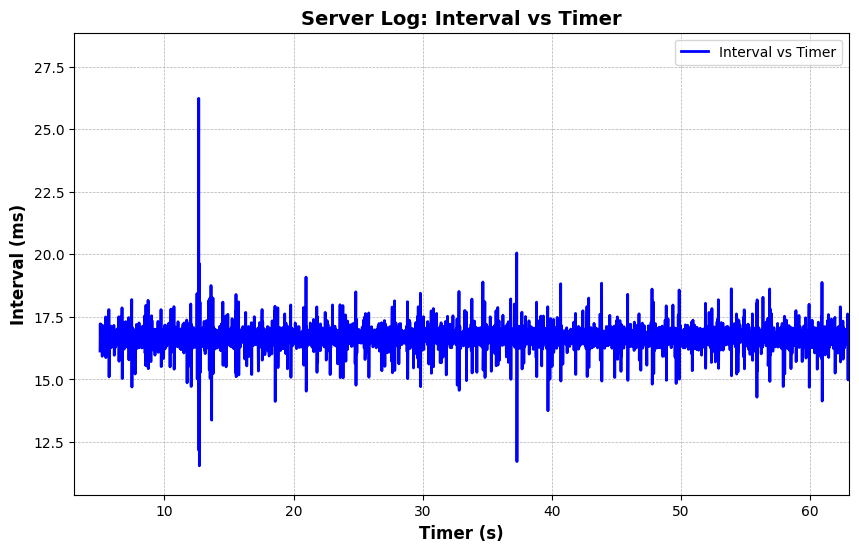 Server Log: Interval vs Timer
Interval vs Timer
27.5
25.0
22.5
20.0
17.5
15.0
12.5
Interval (ms)
10 20 30 40 50 60
Timer (s)